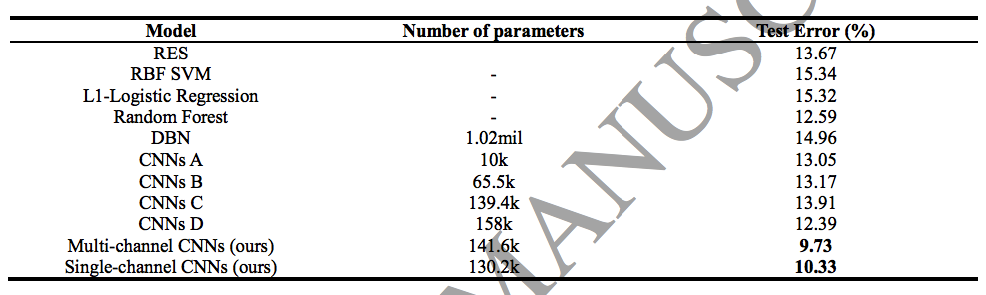 Model Number of parameters Test Error (%)
RES 13.67
RBF SVM - 15.34
L1-Logistic Regression - 15.32
Random Forest - 12.59
DBN 1.02mil 14.96
CNNs A 10k 13.05
CNNs B 65.5k 13.17
CNNs C 139.4k 13.91
CNNs D 158k 12.39
Multi-channel CNNs (ours) 141.6k 9.73
Single-channel CNNs (ours) 130.2k 10.33
MANUSC